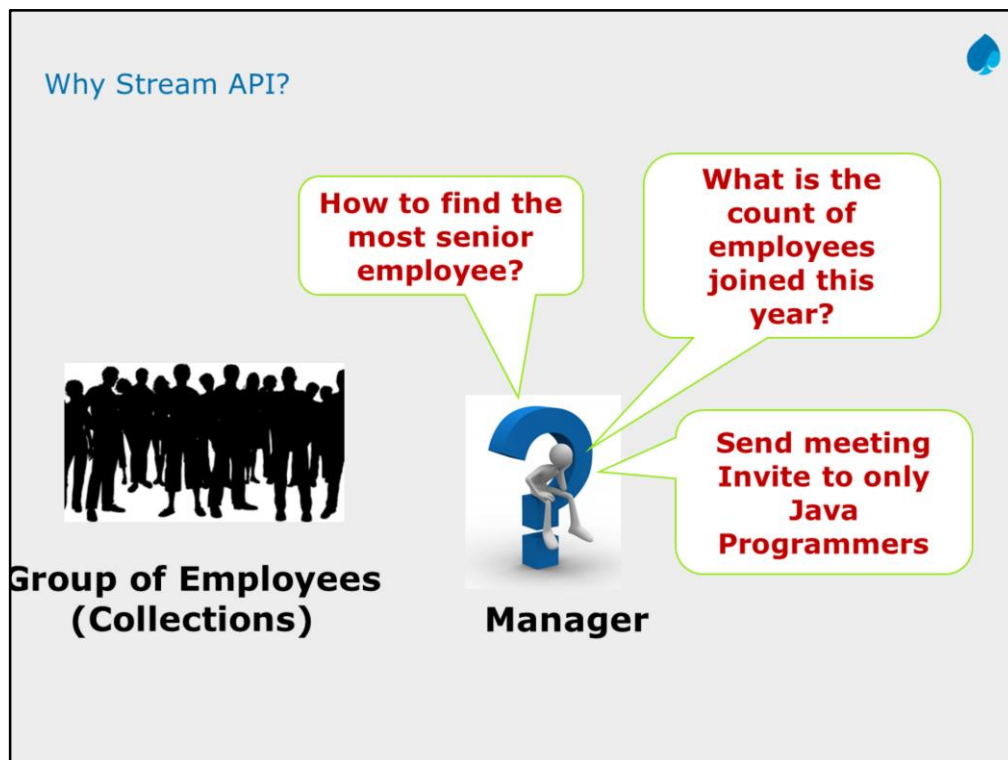 Why Stream API?
How to find the
most senior
employee?
What is the
count of
employees
joined this
year?
Send meeting
Invite to only
Java
Programmers
Group of Employees
(Collections)
Manager